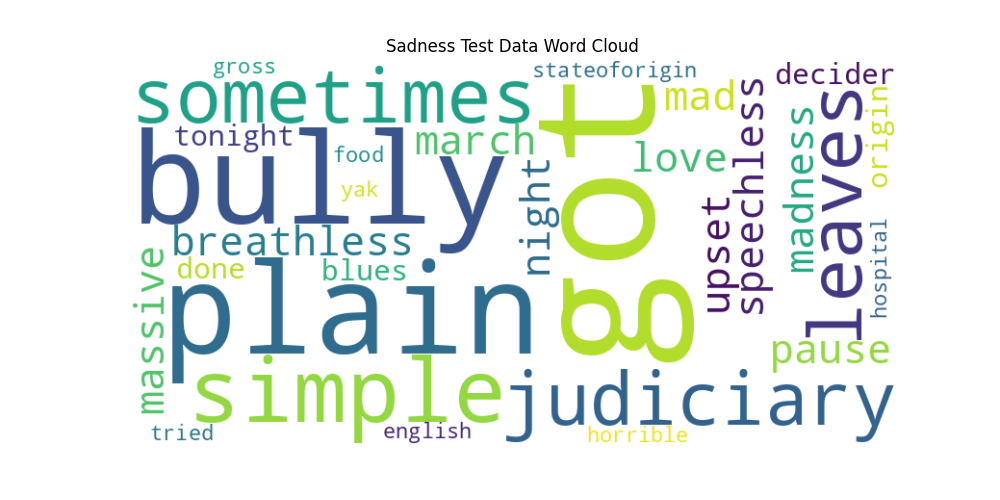 Sadness Test Data Word Cloud
gross
stateoforigin
decider
sometimes
mad
got
speechless
leaves
origin
madness
tonight
march
bully
food
love
yak
night
upset
breathless
done
blues
hospital
massive
plain
pause
simple
judiciary
tried
english
horrible